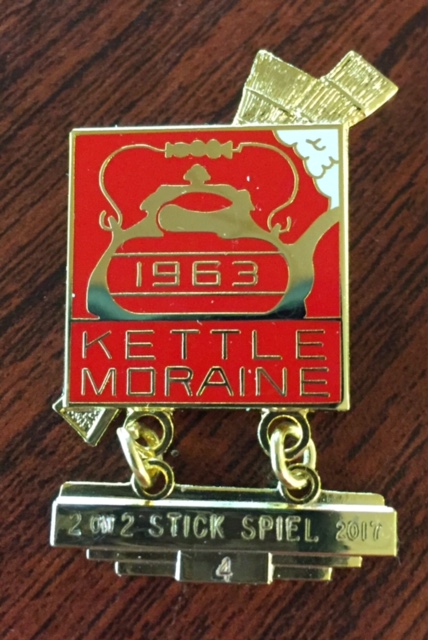 1963
KETTLE
MORAINE
2 ON 2 STICK SPIEL 2017
4